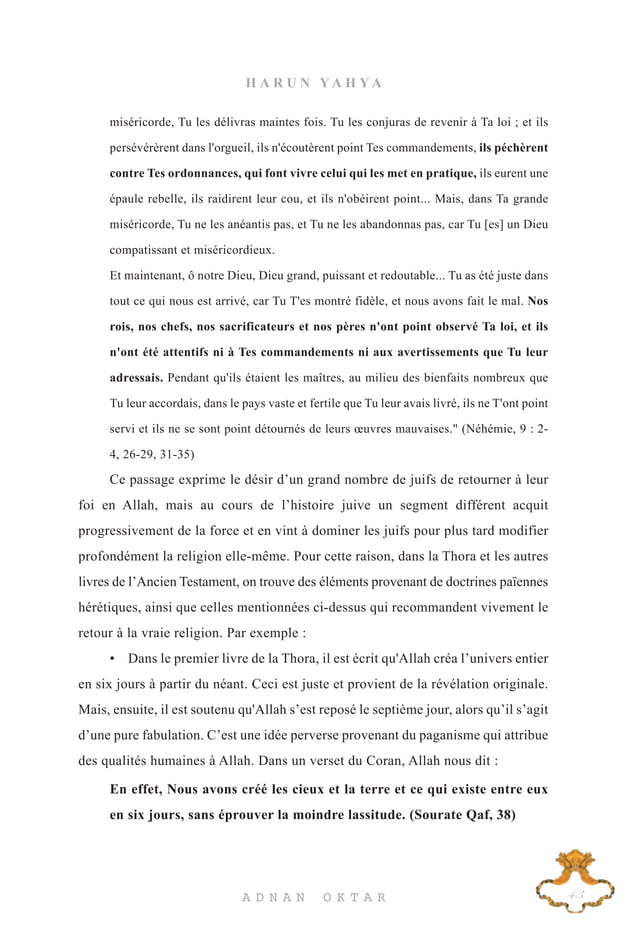 HARUN YAHYA
miséricorde, Tu les délivras maintes fois. Tu les conjuras de revenir à Ta loi ; et ils
persévérèrent dans l'orgueil, ils n'écoutèrent point Tes commandements, ils péchèrent
contre Tes ordonnances, qui font vivre celui qui les met en pratique, ils eurent une
épaule rebelle, ils raidirent leur cou, et ils n'obéirent point... Mais, dans Ta grande
miséricorde, Tu ne les anéantis pas, et Tu ne les abandonnas pas, car Tu [es] un Dieu
compatissant et miséricordieux.
Et maintenant, ô notre Dieu, Dieu grand, puissant et redoutable... Tu as été juste dans
tout ce qui nous est arrivé, car Tu T'es montré fidèle, et nous avons fait le mal. Nos
rois, nos chefs, nos sacrificateurs et nos pères n'ont point observé Ta loi, et ils
n'ont été attentifs ni à Tes commandements ni aux avertissements que Tu leur
adressais. Pendant qu'ils étaient les maîtres, au milieu des bienfaits nombreux que
Tu leur accordais, dans le pays vaste et fertile que Tu leur avais livré, ils ne T'ont point
servi et ils ne se sont point détournés de leurs œuvres mauvaises." (Néhémie, 9 : 2-
4, 26-29, 31-35)
Ce passage exprime le désir d’un grand nombre de juifs de retourner à leur
foi en Allah, mais au cours de l’histoire juive un segment différent acquit
progressivement de la force et en vint à dominer les juifs pour plus tard modifier
profondément la religion elle-même. Pour cette raison, dans la Thora et les autres
livres de l’Ancien Testament, on trouve des éléments provenant de doctrines païennes
hérétiques, ainsi que celles mentionnées ci-dessus qui recommandent vivement le
retour à la vraie religion. Par exemple :
• Dans le premier livre de la Thora, il est écrit qu'Allah créa l’univers entier
en six jours à partir du néant. Ceci est juste et provient de la révélation originale.
Mais, ensuite, il est soutenu qu'Allah s’est reposé le septième jour, alors qu’il s’agit
d’une pure fabulation. C’est une idée perverse provenant du paganisme qui attribue
des qualités humaines à Allah. Dans un verset du Coran, Allah nous dit :
En effet, Nous avons créé les cieux et la terre et ce qui existe entre eux
en six jours, sans éprouver la moindre lassitude. (Sourate Qaf, 38)
43
ADNAN OKTAR